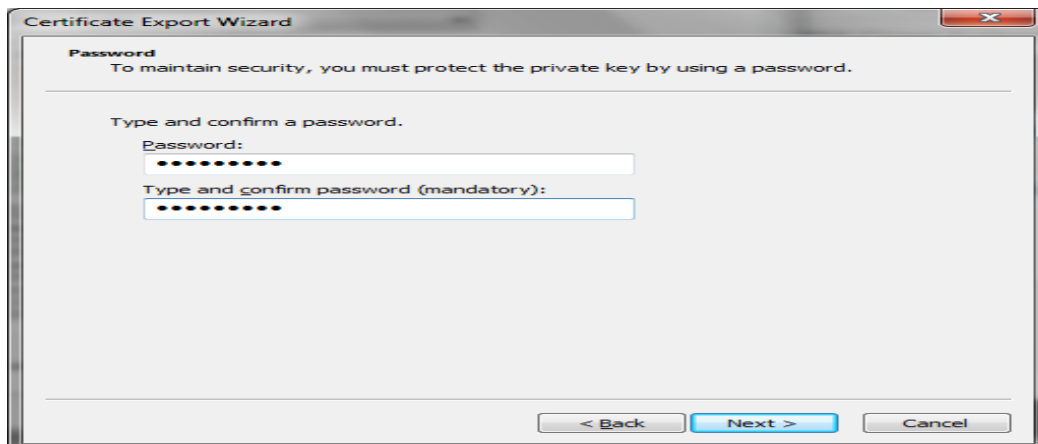 Certificate Export Wizard
Password
To maintain security, you must protect the private key by using a password.
Type and confirm a password.
Password:
•••••••••
Type and confirm password (mandatory):
•••••••••
< Back Next > Cancel